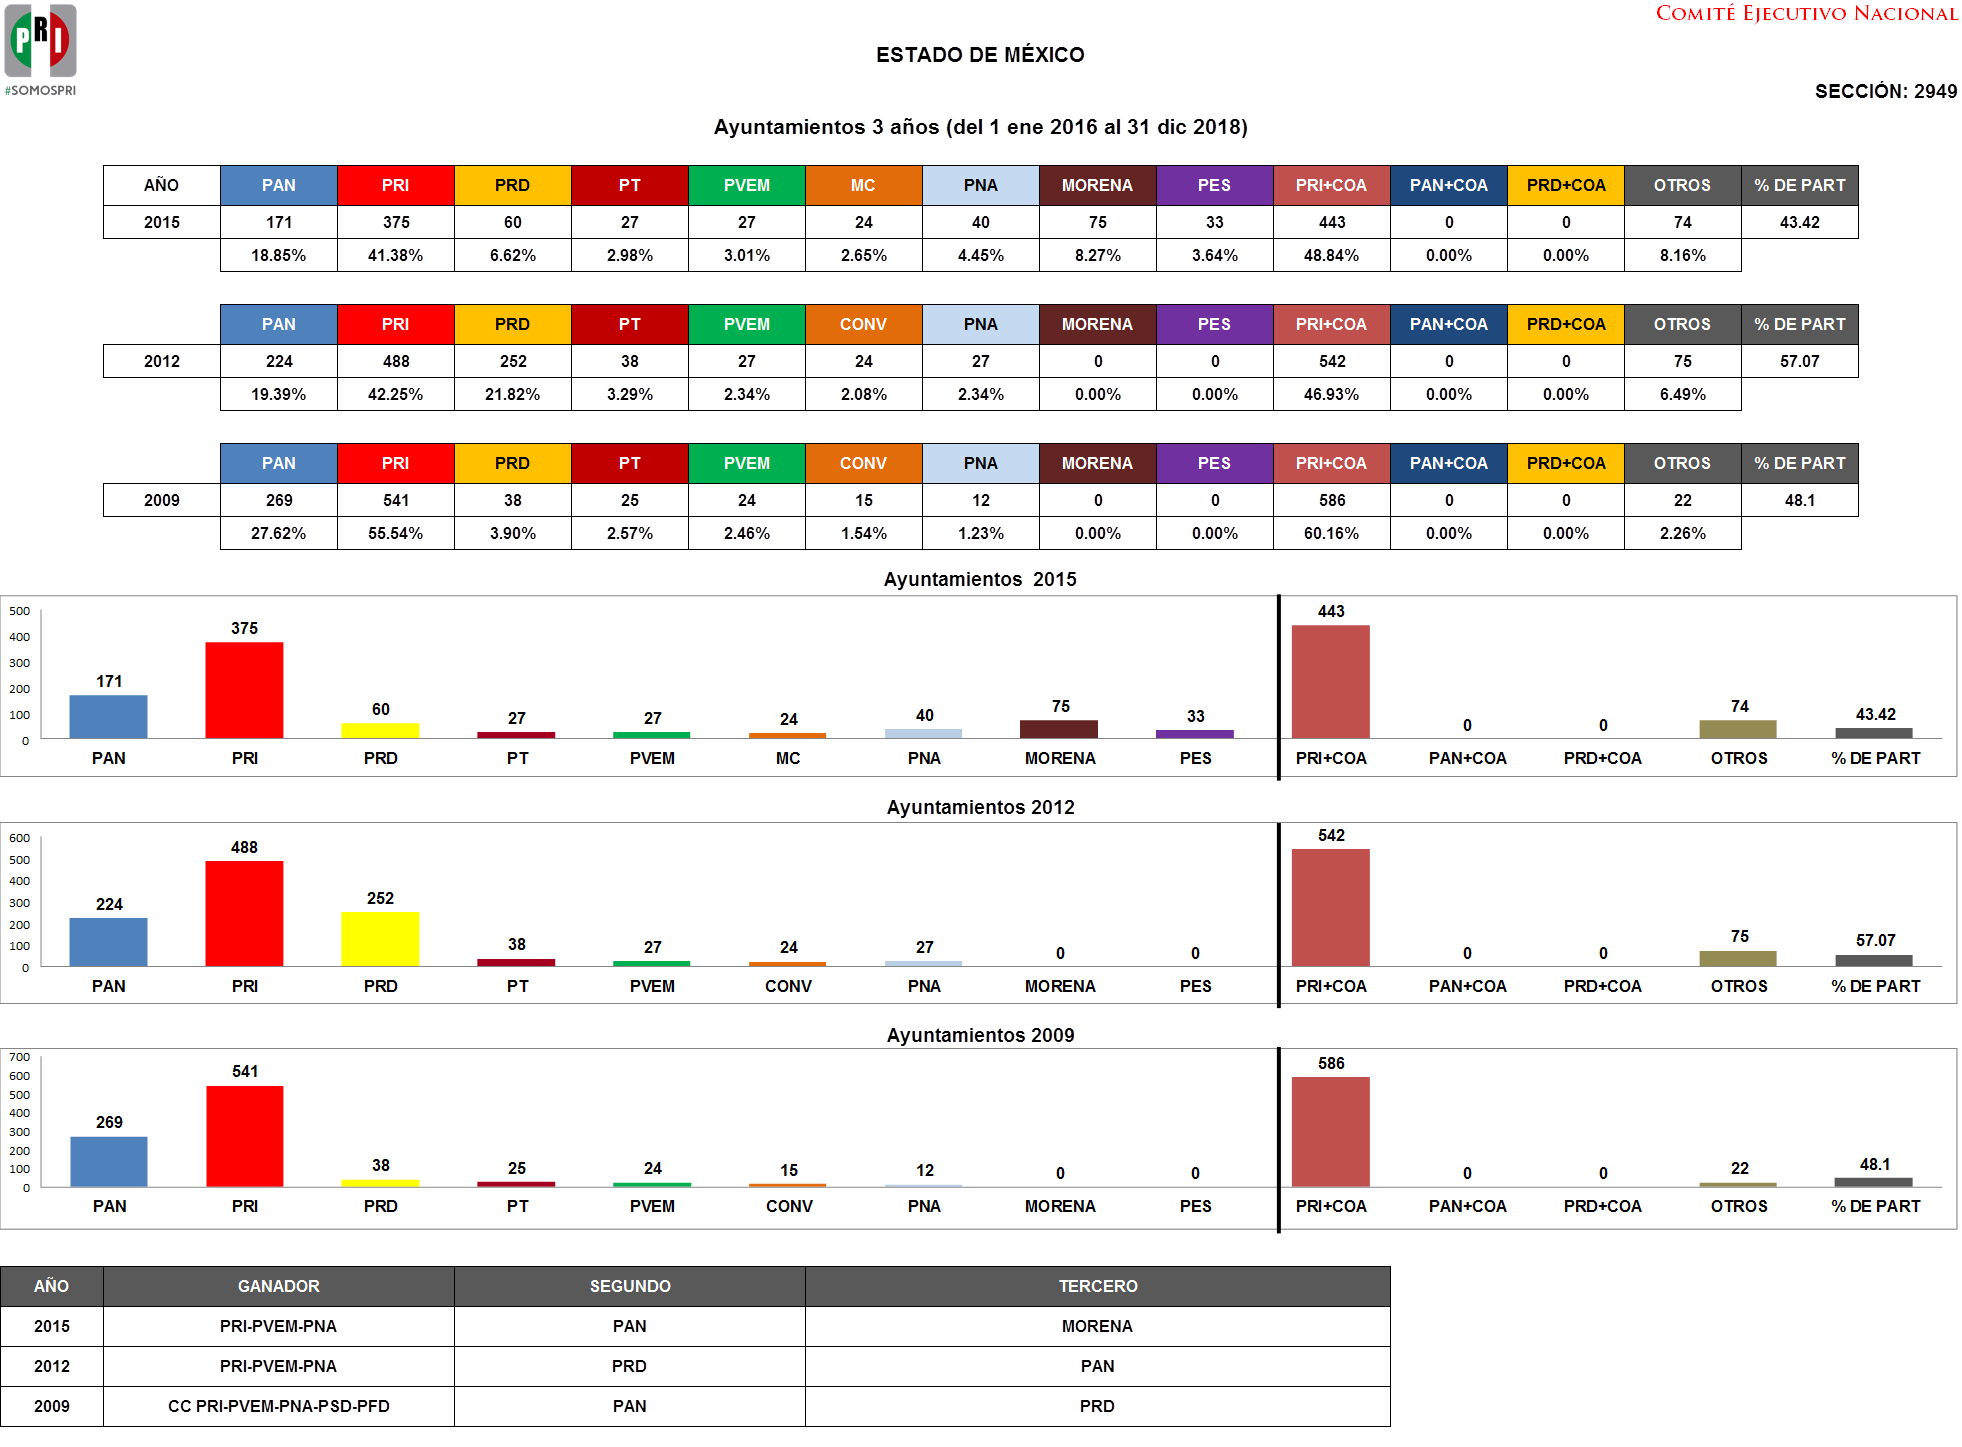 COMITÉ EJECUTIVO NACIONAL
PRI
#SOMOSPRI
ESTADO DE MÉXICO
SECCIÓN: 2949
Ayuntamientos 3 años (del 1 ene 2016 al 31 dic 2018)
AÑO PAN PRI PRD PT PVEM MC PNA MORENA PES PRI+COA PAN+COA PRD+COA OTROS % DE PART
2015 171 375 60 27 27 24 40 75 33 443 0 0 74 43.42
18.85% 41.38% 6.62% 2.98% 3.01% 2.65% 4.45% 8.27% 3.64% 48.84% 0.00% 0.00% 8.16%
PAN PRI PRD PT PVEM CONV PNA MORENA PES PRI+COA PAN+COA PRD+COA OTROS % DE PART
2012 224 488 252 38 27 24 27 0 0 542 0 0 75 57.07
19.39% 42.25% 21.82% 3.29% 2.34% 2.08% 2.34% 0.00% 0.00% 46.93% 0.00% 0.00% 6.49%
PAN PRI PRD PT PVEM CONV PNA MORENA PES PRI+COA PAN+COA PRD+COA OTROS % DE PART
2009 269 541 38 25 24 15 12 0 0 586 0 0 22 48.1
27.62% 55.54% 3.90% 2.57% 2.46% 1.54% 1.23% 0.00% 0.00% 60.16% 0.00% 0.00% 2.26%
Ayuntamientos 2015
500
400
300
200
100
0
171 375 60 27 27 24 40 75 33 443 0 0 74 43.42
PAN PRI PRD PT PVEM MC PNA MORENA PES PRI+COA PAN+COA PRD+COA OTROS % DE PART
Ayuntamientos 2012
600
500
400
300
200
100
0
224 488 252 38 27 24 27 0 0 542 0 0 75 57.07
PAN PRI PRD PT PVEM CONV PNA MORENA PES PRI+COA PAN+COA PRD+COA OTROS % DE PART
Ayuntamientos 2009
700
600
500
400
300
200
100
0
269 541 38 25 24 15 12 0 0 586 0 0 22 48.1
PAN PRI PRD PT PVEM CONV PNA MORENA PES PRI+COA PAN+COA PRD+COA OTROS % DE PART
AÑO GANADOR SEGUNDO TERCERO
2015 PRI-PVEM-PNA PAN MORENA
2012 PRI-PVEM-PNA PRD PAN
2009 CC PRI-PVEM-PNA-PSD-PFD PAN PRD